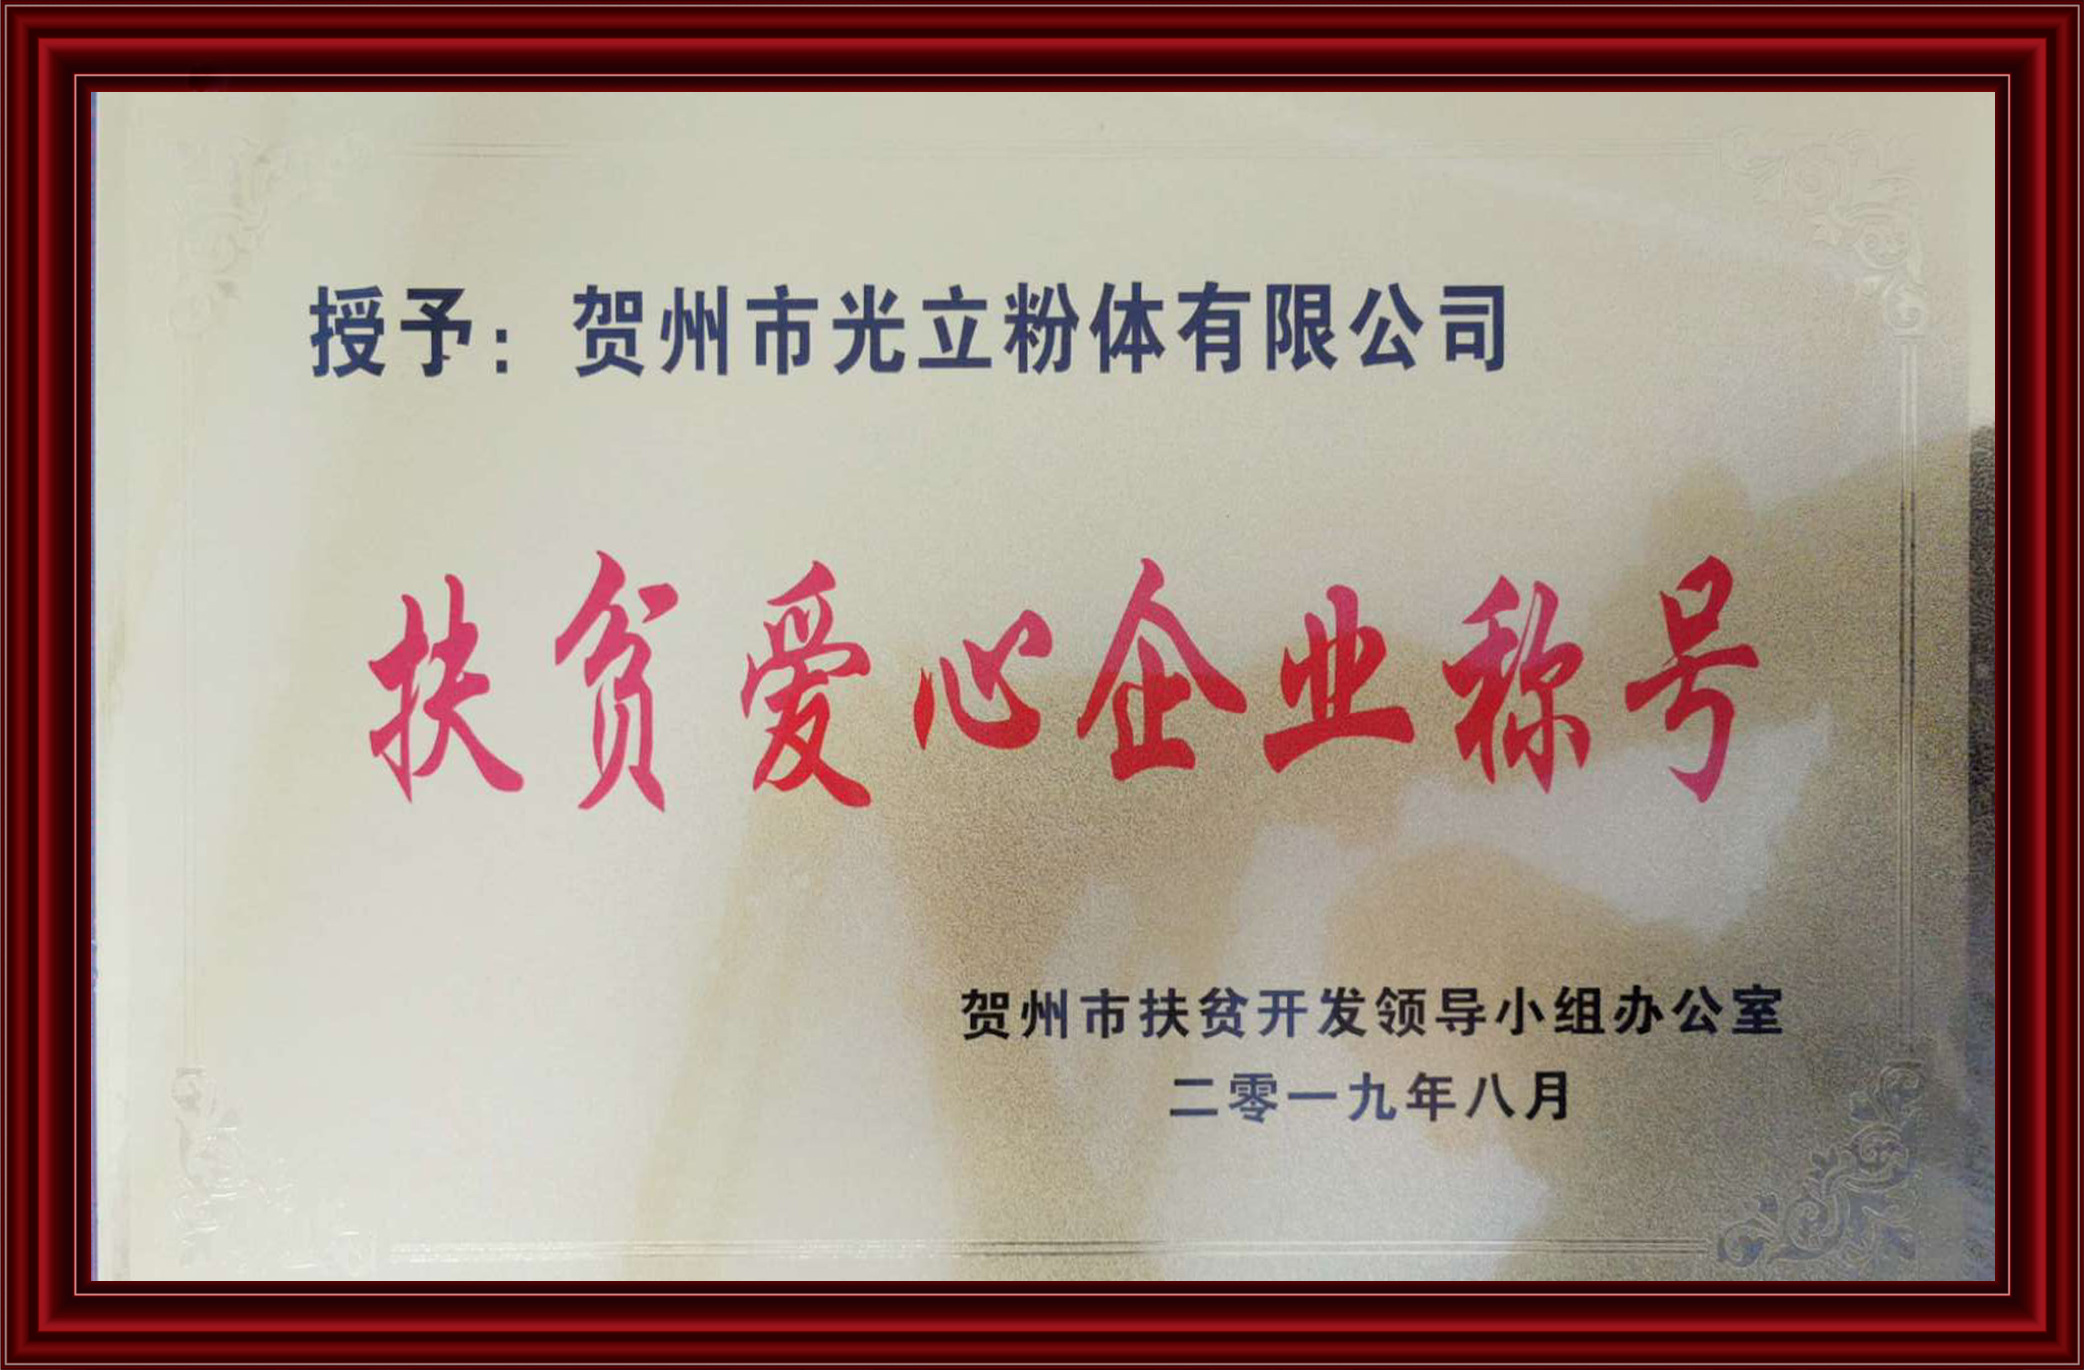 授予：贺州市光立粉体有限公司
扶贫爱心企业称号
贺州市扶贫开发领导小组办公室
二零一九年八月